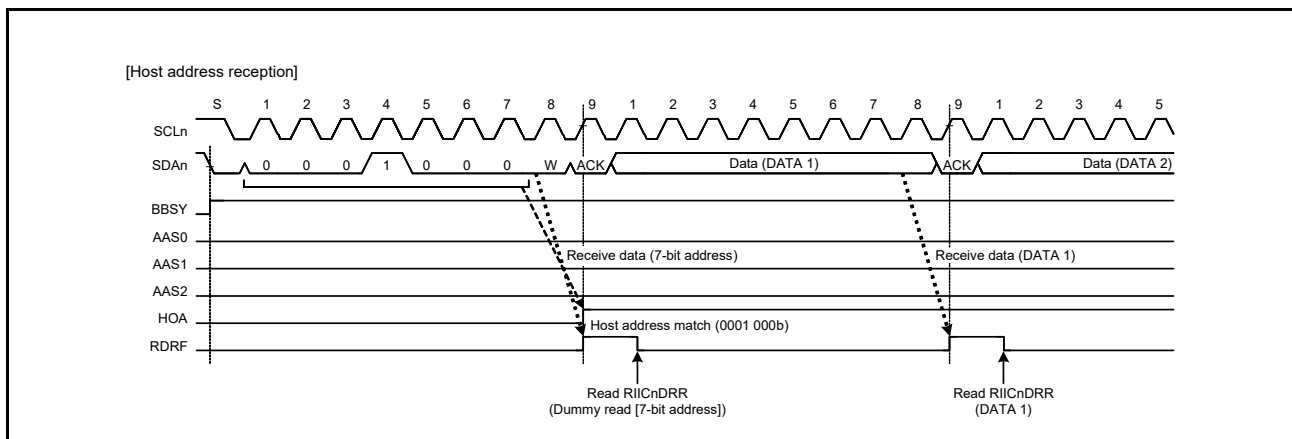 [Host address reception]
S 1 2 3 4 5 6 7 8 9 1 2 3 4 5 6 7 8 9 1 2 3 4 5
SCLn
SDAn 0 0 0 1 0 0 0 W ACK Data (DATA 1) ACK Data (DATA 2)
BBSY
AAS0
Receive data (7-bit address) Receive data (DATA 1)
AAS1
AAS2
HOA
Host address match (0001 000b)
RDRF
Read RIICnDRR
(Dummy read [7-bit address])
Read RIICnDRR
(DATA 1)